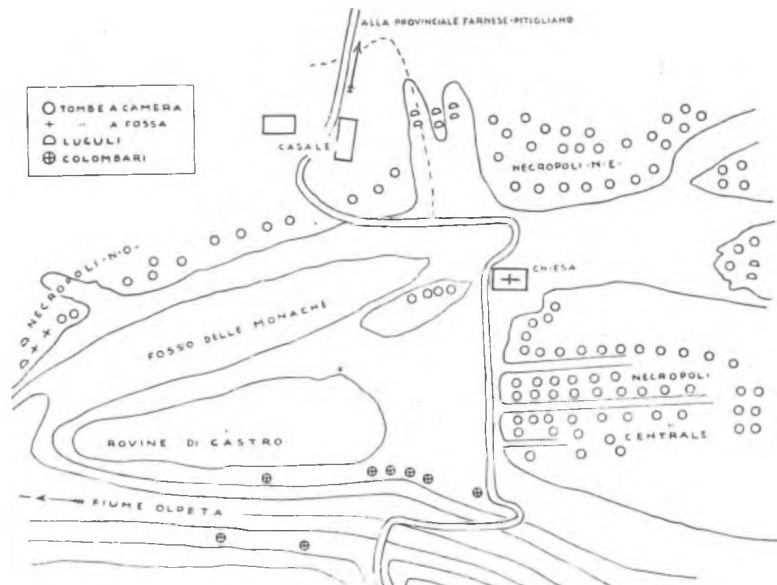 ALLA PROVINCIALE FARNESE-PITIGLIANO
TOMBE A CAMERA
" A FOSSA
LUCULI
COLOMBARI
CASALE
NECROPOLI-N-E-
NECROPOLI-N-O-
CHIESA
FOSSO DELLE MONACHE
NECROPOLI
CENTRALE
ROVINE DI CASTRO
FIUME OLPETA